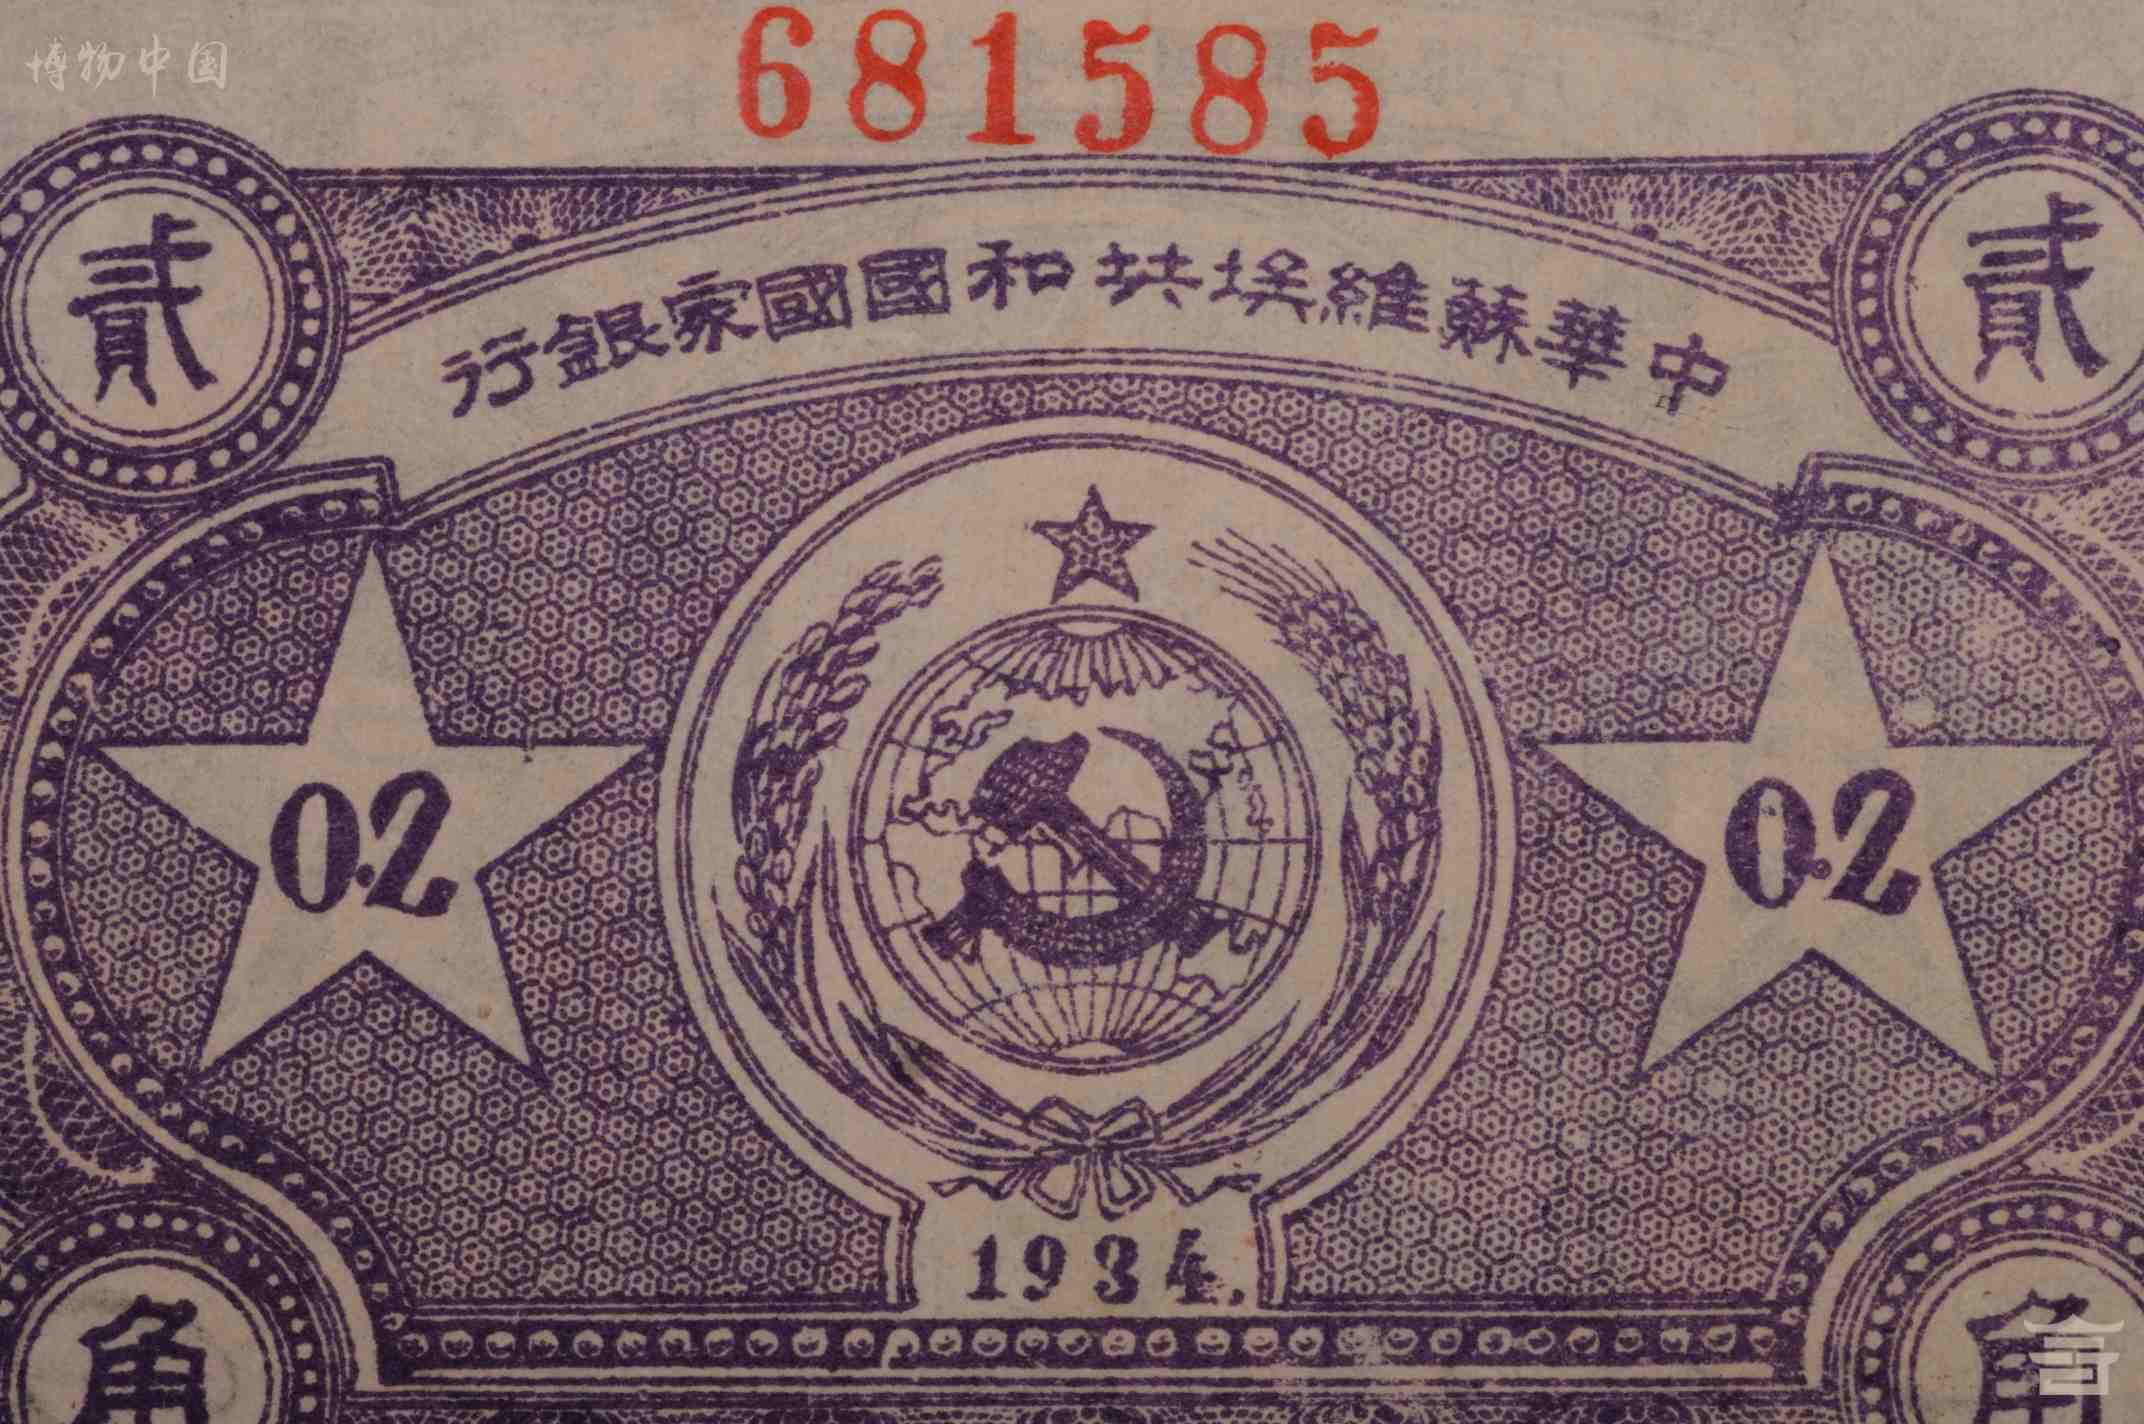 博物中国
681585
貳
貳
中華蘇維埃共和國國家銀行
0.2
0.2
1934.
角
角